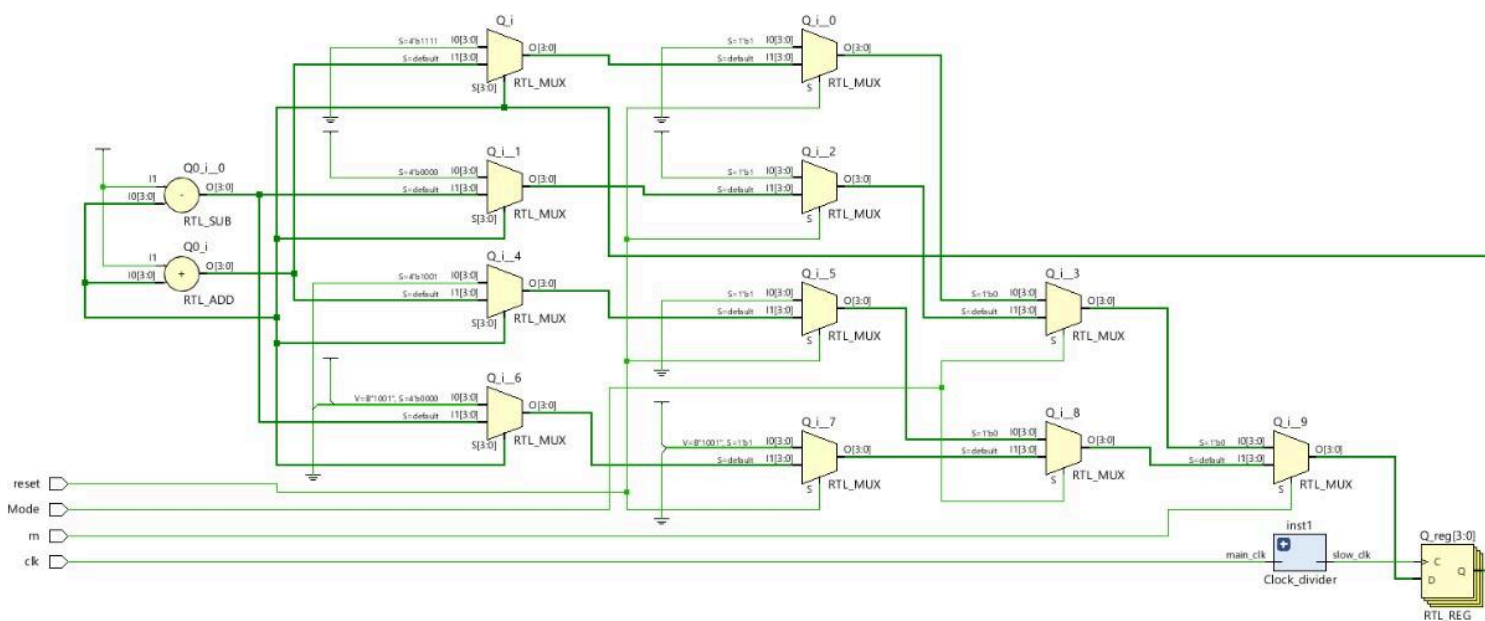 Q_i
S=4'b1111 I0[3:0]
S=default I1[3:0]
O[3:0]
S[3:0]
RTL_MUX
Q_i__0
S=1'b1 I0[3:0]
S=default I1[3:0]
O[3:0]
S
RTL_MUX
Q0_i__0
I1
I0[3:0]
-
O[3:0]
RTL_SUB
Q_i__1
S=4'b0000 I0[3:0]
S=default I1[3:0]
O[3:0]
S[3:0]
RTL_MUX
Q_i__2
S=1'b1 I0[3:0]
S=default I1[3:0]
O[3:0]
S
RTL_MUX
Q0_i
I1
I0[3:0]
+
O[3:0]
RTL_ADD
Q_i__4
S=4'b1001 I0[3:0]
S=default I1[3:0]
O[3:0]
S[3:0]
RTL_MUX
Q_i__5
S=1'b1 I0[3:0]
S=default I1[3:0]
O[3:0]
S
RTL_MUX
Q_i__3
S=1'b0 I0[3:0]
S=default I1[3:0]
O[3:0]
S
RTL_MUX
Q_i__6
V=B"1001", S=4'b0000 I0[3:0]
S=default I1[3:0]
O[3:0]
S[3:0]
RTL_MUX
Q_i__7
V=B"1001", S=1'b1 I0[3:0]
S=default I1[3:0]
O[3:0]
S
RTL_MUX
Q_i__8
S=1'b0 I0[3:0]
S=default I1[3:0]
O[3:0]
S
RTL_MUX
Q_i__9
S=1'b0 I0[3:0]
S=default I1[3:0]
O[3:0]
S
RTL_MUX
reset
Mode
m
clk
inst1
main_clk
slow_clk
Clock_divider
Q_reg[3:0]
C
D
Q
RTL_REG